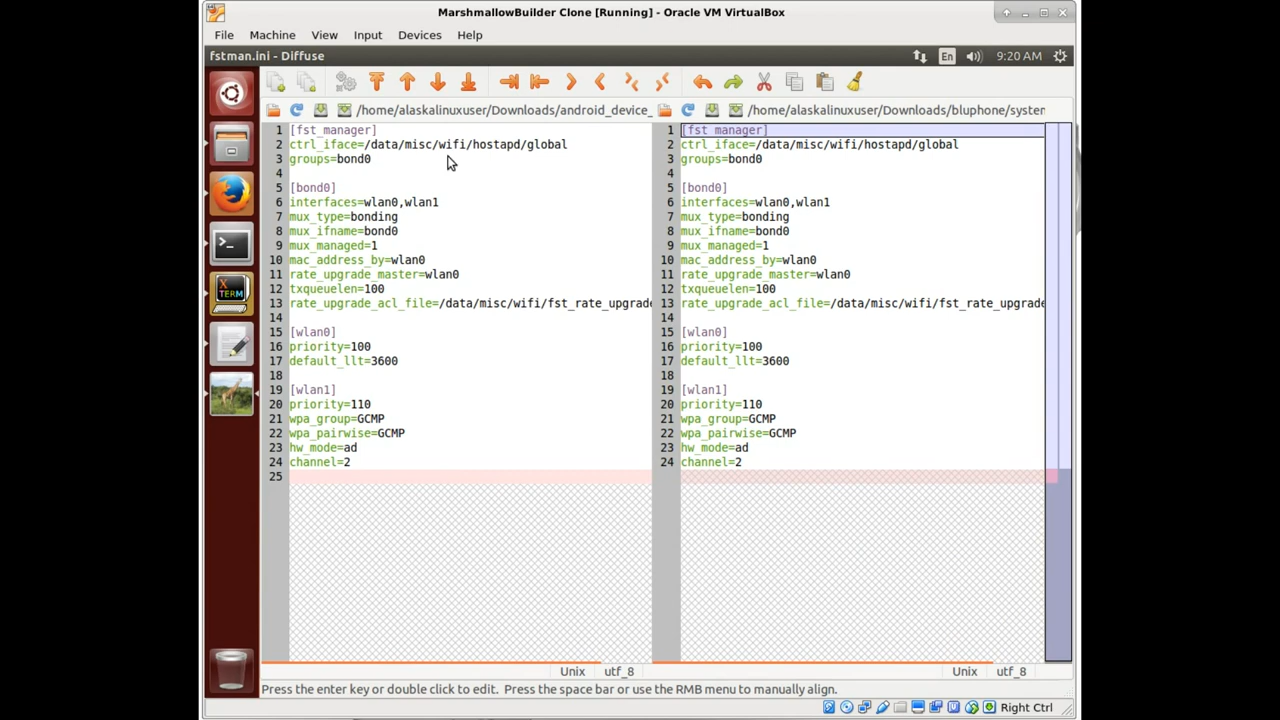 MarshmallowBuilder Clone [Running] - Oracle VM VirtualBox
File Machine View Input Devices Help
fstman.ini - Diffuse
En 9:20 AM
/home/alaskalinuxuser/Downloads/android_device_
/home/alaskalinuxuser/Downloads/bluphone/system
1 [fst_manager]
2 ctrl_iface=/data/misc/wifi/hostapd/global
3 groups=bond0
4
5 [bond0]
6 interfaces=wlan0,wlan1
7 mux_type=bonding
8 mux_ifname=bond0
9 mux_managed=1
10 mac_address_by=wlan0
11 rate_upgrade_master=wlan0
12 txqueuelen=100
13 rate_upgrade_acl_file=/data/misc/wifi/fst_rate_upgrade
14
15 [wlan0]
16 priority=100
17 default_llt=3600
18
19 [wlan1]
20 priority=110
21 wpa_group=GCMP
22 wpa_pairwise=GCMP
23 hw_mode=ad
24 channel=2
25
1 [fst_manager]
2 ctrl_iface=/data/misc/wifi/hostapd/global
3 groups=bond0
4
5 [bond0]
6 interfaces=wlan0,wlan1
7 mux_type=bonding
8 mux_ifname=bond0
9 mux_managed=1
10 mac_address_by=wlan0
11 rate_upgrade_master=wlan0
12 txqueuelen=100
13 rate_upgrade_acl_file=/data/misc/wifi/fst_rate_upgrade
14
15 [wlan0]
16 priority=100
17 default_llt=3600
18
19 [wlan1]
20 priority=110
21 wpa_group=GCMP
22 wpa_pairwise=GCMP
23 hw_mode=ad
24 channel=2
Unix utf_8
Unix utf_8
Press the enter key or double click to edit. Press the space bar or use the RMB menu to manually align.
Right Ctrl
X
TERM